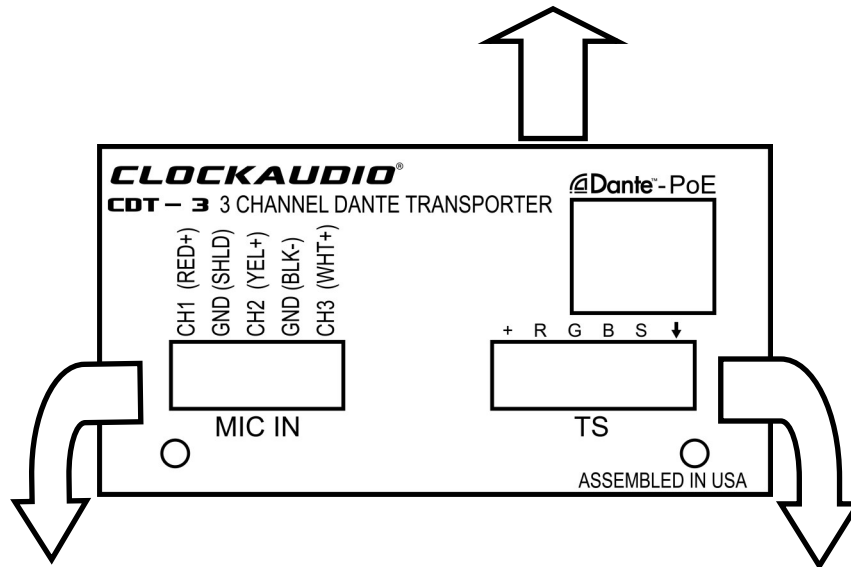 CLOCKAUDIO®
Dante™-PoE
CDT – 3 3 CHANNEL DANTE TRANSPORTER
CH1 (RED+)
GND (SHLD)
CH2 (YEL+)
GND (BLK-)
CH3 (WHT+)
+ R G B S ↓
MIC IN
TS
ASSEMBLED IN USA